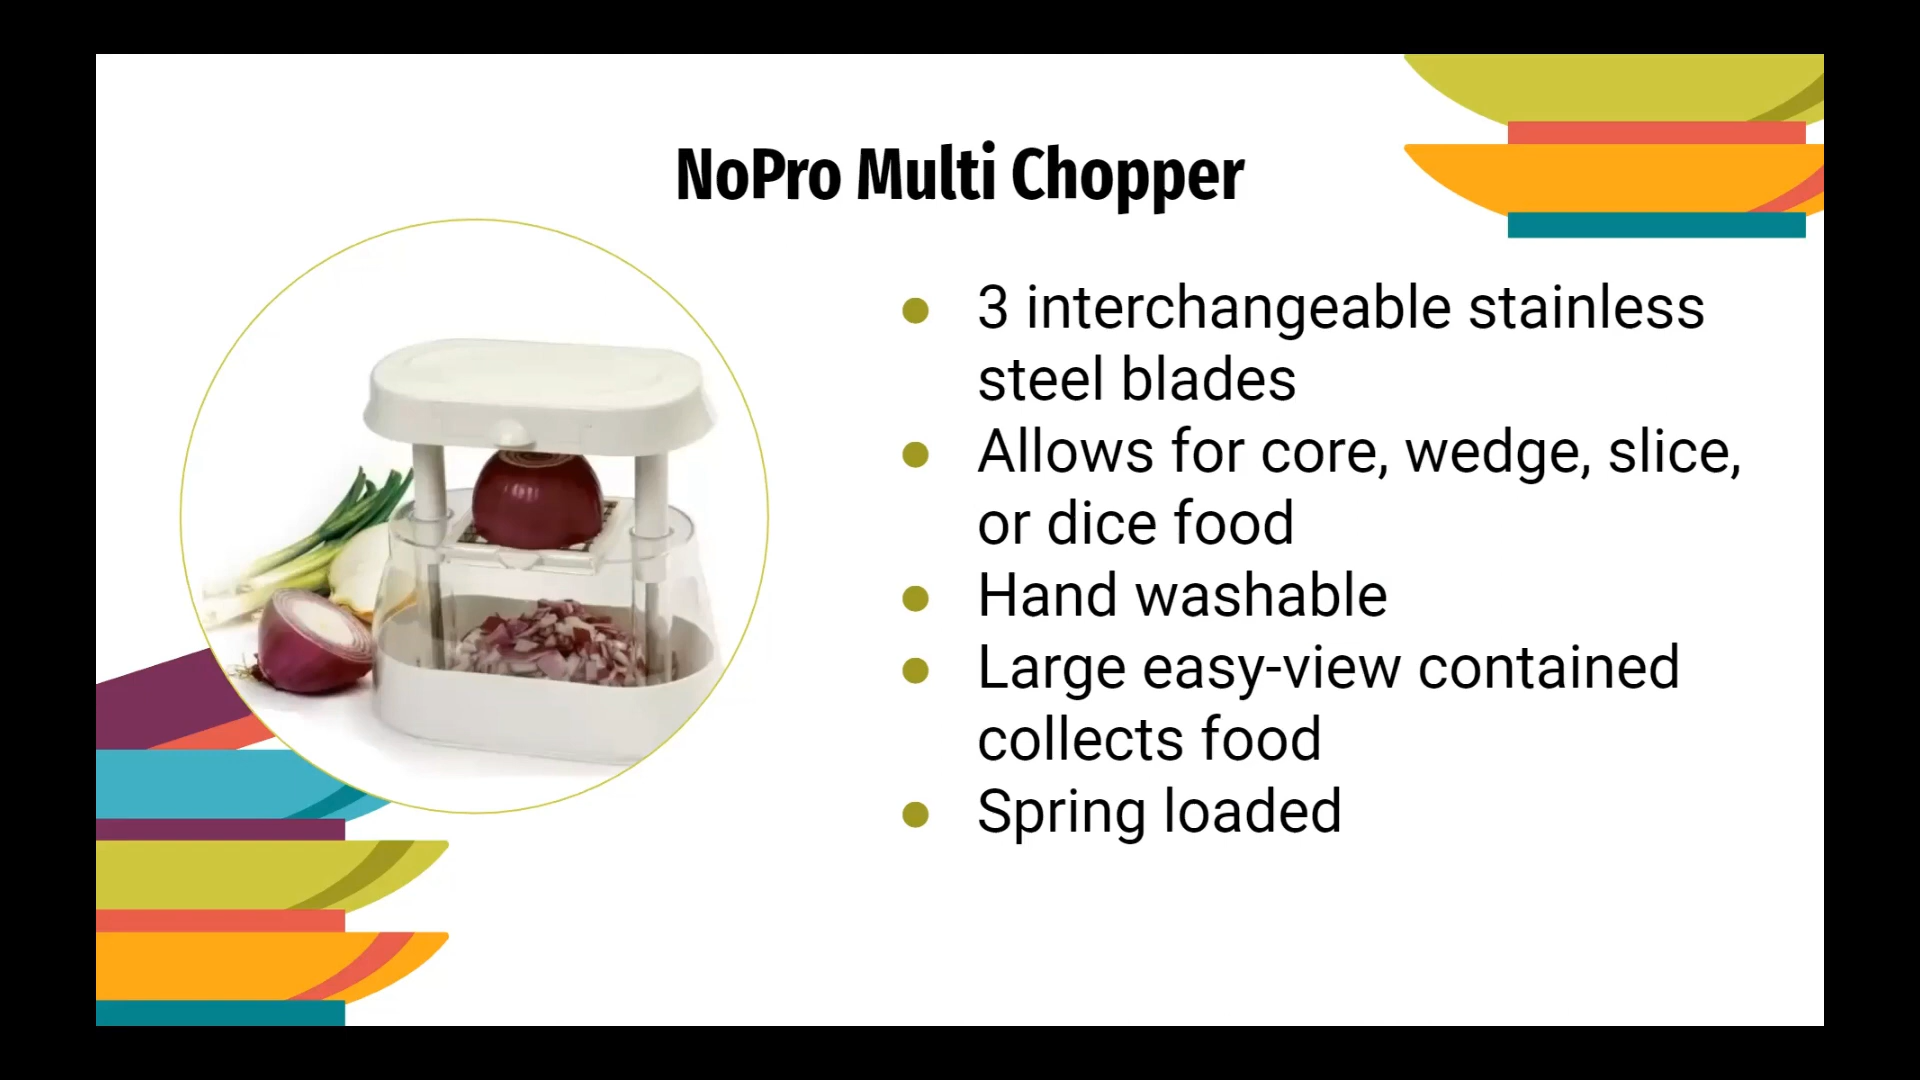 NoPro Multi Chopper
● 3 interchangeable stainless
steel blades
● Allows for core, wedge, slice,
or dice food
● Hand washable
● Large easy-view contained
collects food
● Spring loaded